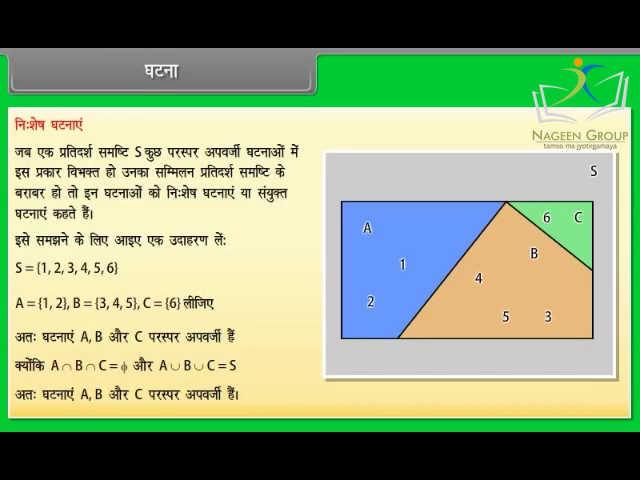 घटना
NAGEEN GROUP
tamso ma jyotirgamaya
निःशेष घटनाएं
जब एक प्रतिदर्श समष्टि S कुछ परस्पर अपवर्जी घटनाओं में
इस प्रकार विभक्त हो उनका सम्मिलन प्रतिदर्श समष्टि के
बराबर हो तो इन घटनाओं को निःशेष घटनाएं या संयुक्त
घटनाएं कहते हैं।
इसे समझने के लिए आइए एक उदाहरण लें:
S = {1, 2, 3, 4, 5, 6}
A = {1, 2}, B = {3, 4, 5}, C = {6} लीजिए
अतः घटनाएं A, B और C परस्पर अपवर्जी हैं
क्योंकि A ∩ B ∩ C = ϕ और A ∪ B ∪ C = S
अतः घटनाएं A, B और C परस्पर अपवर्जी हैं।
S
A
6 C
B
1
4
2
5 3